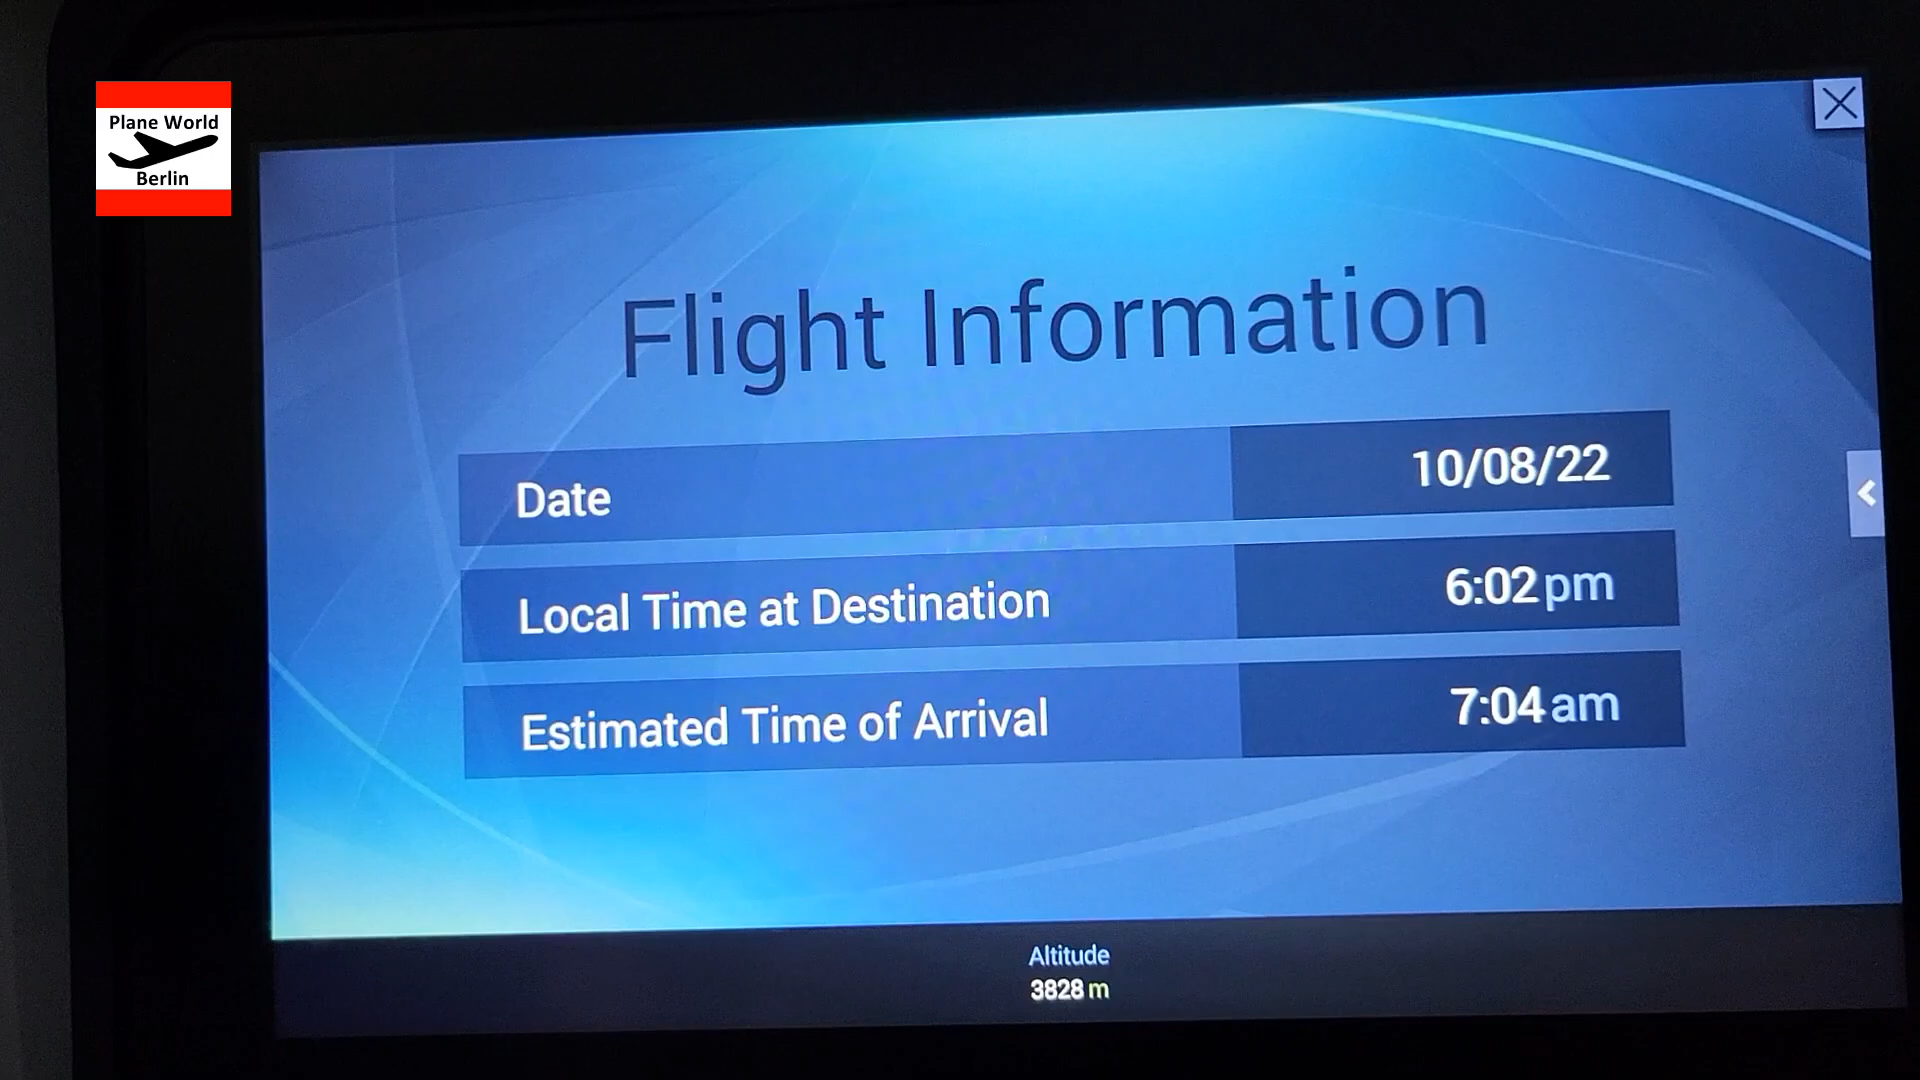 Plane World
Berlin
Flight Information
Date 10/08/22
Local Time at Destination 6:02 pm
Estimated Time of Arrival 7:04 am
Altitude
3828 m